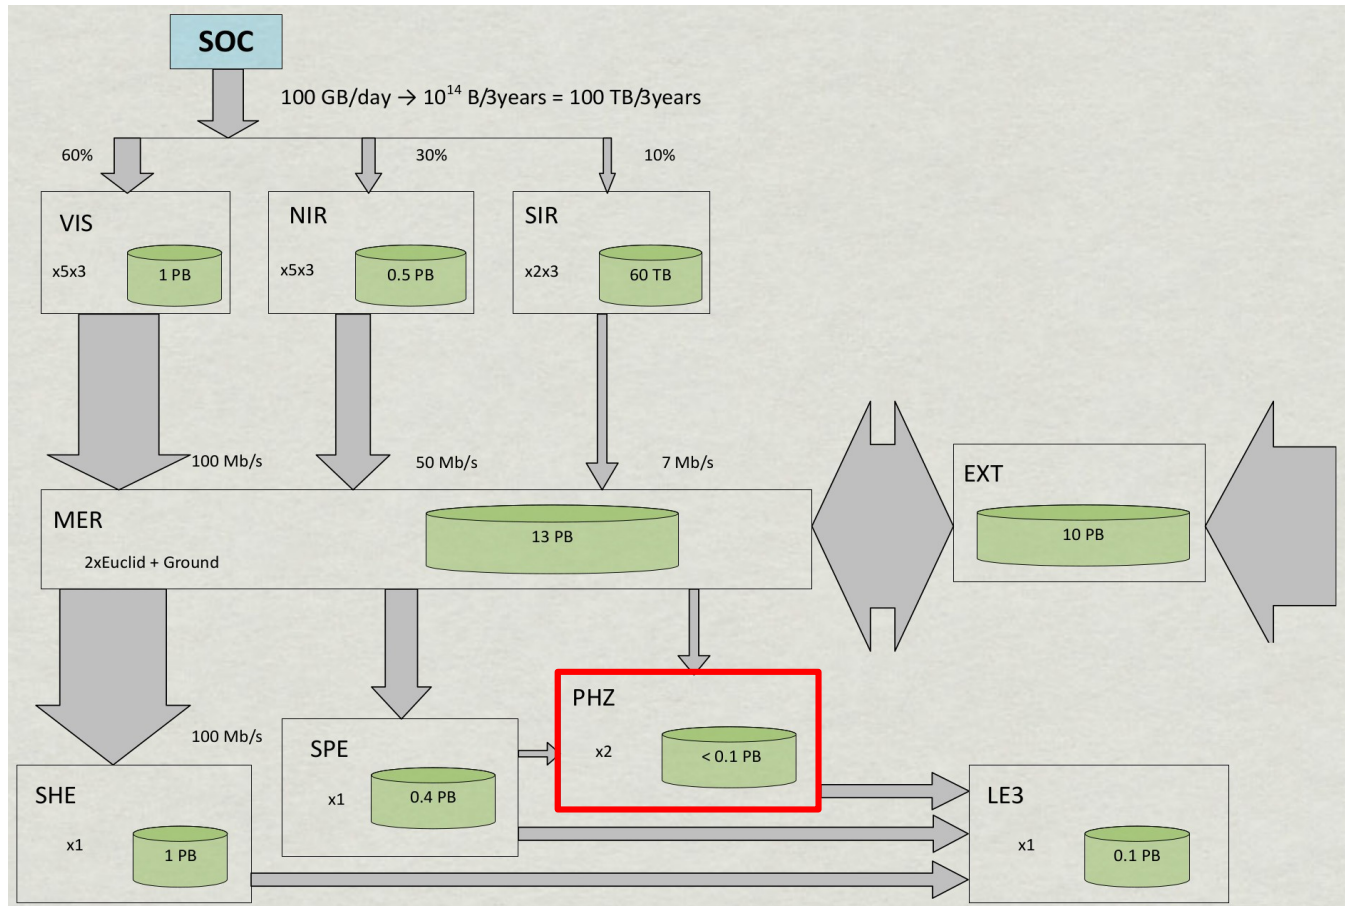 SOC
100 GB/day → 10¹⁴ B/3years = 100 TB/3years
60%
30%
10%
VIS
x5x3
1 PB
NIR
x5x3
0.5 PB
SIR
x2x3
60 TB
100 Mb/s
50 Mb/s
7 Mb/s
MER
2xEuclid + Ground
13 PB
EXT
10 PB
100 Mb/s
SHE
x1
1 PB
SPE
x1
0.4 PB
PHZ
x2
< 0.1 PB
LE3
x1
0.1 PB